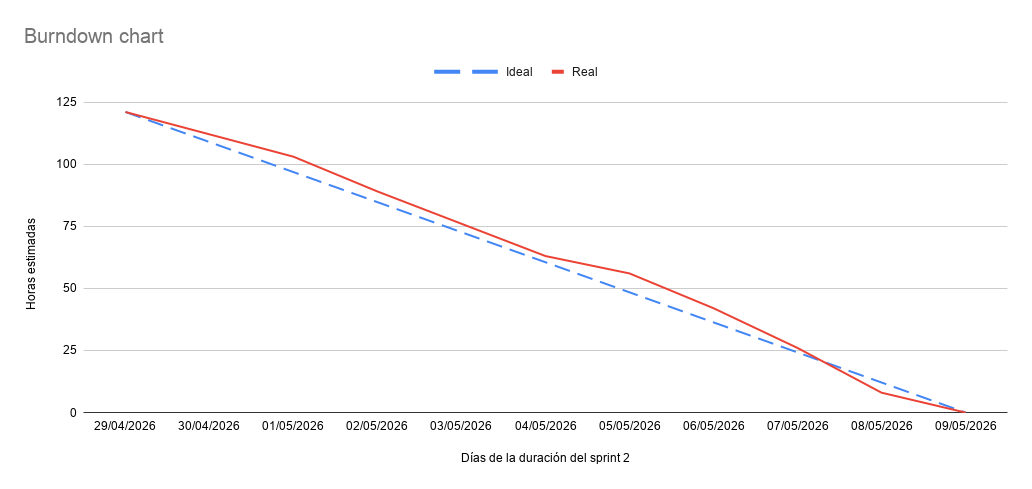 Burndown chart
Ideal Real
125
100
75
50
25
0
Horas estimadas
29/04/2026 30/04/2026 01/05/2026 02/05/2026 03/05/2026 04/05/2026 05/05/2026 06/05/2026 07/05/2026 08/05/2026 09/05/2026
Días de la duración del sprint 2